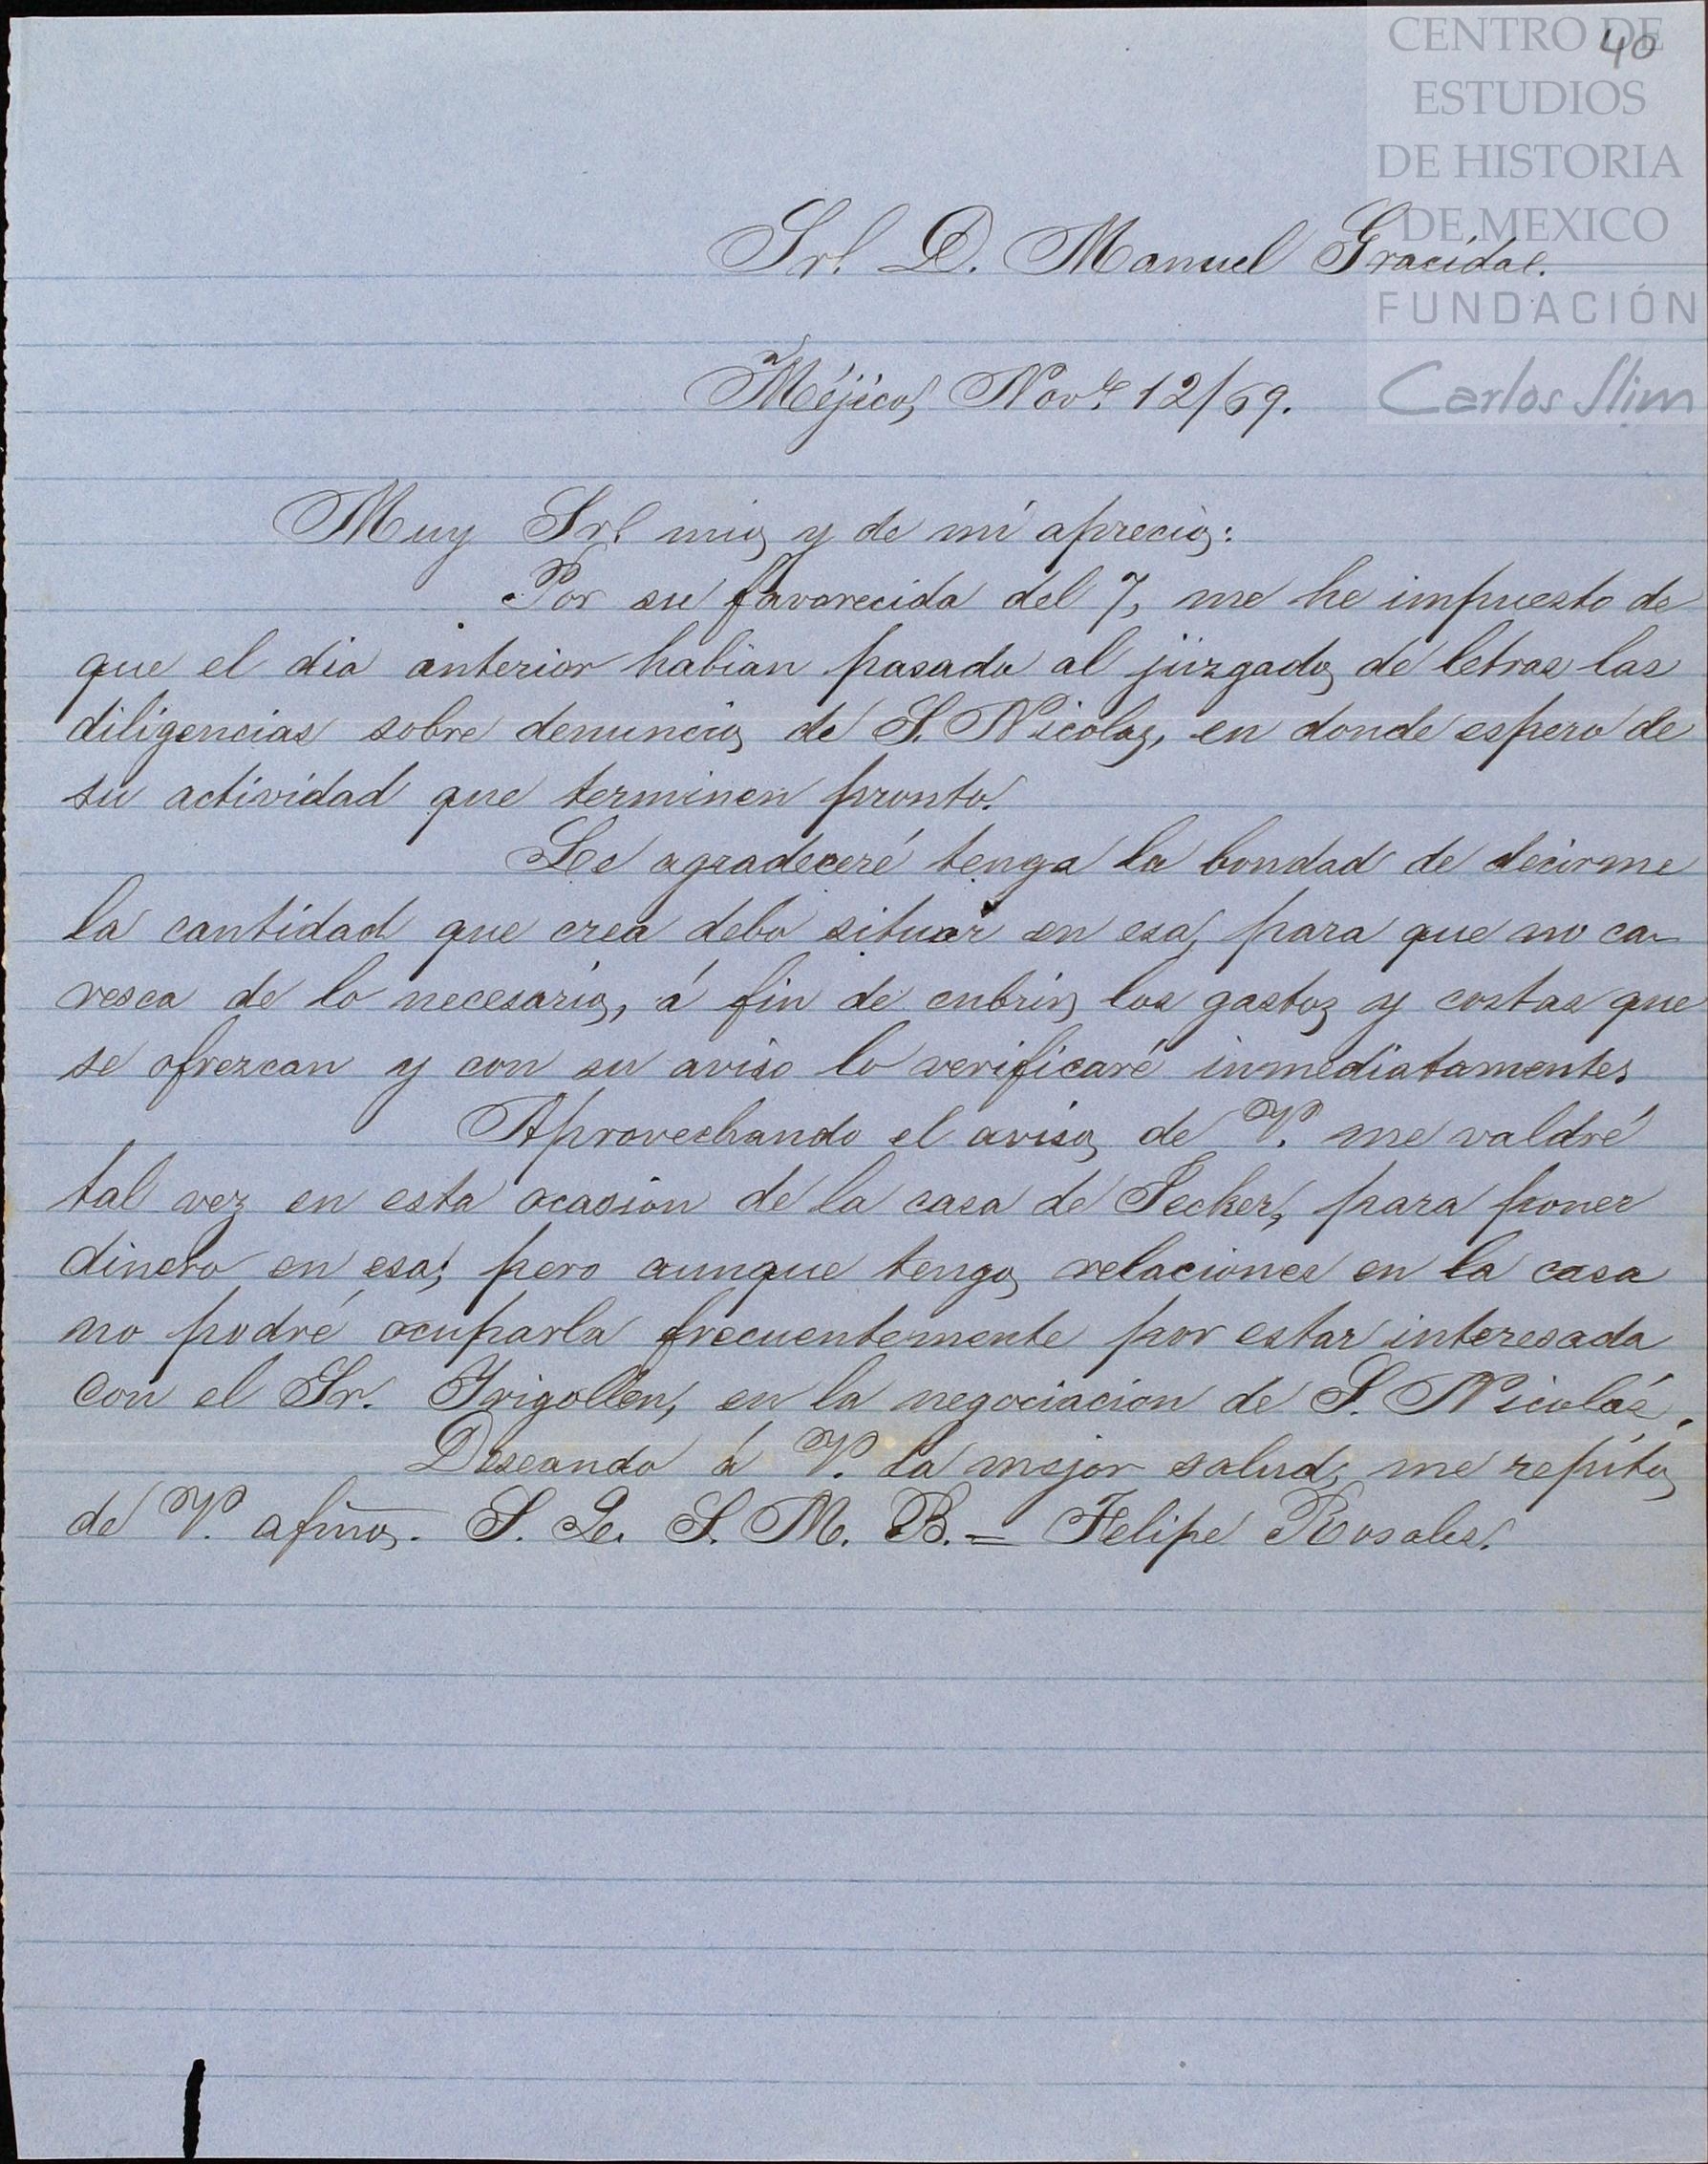 40
CENTRO DE
ESTUDIOS
DE HISTORIA
DE MEXICO
FUNDACIÓN
Carlos Slim
Sr. D. Manuel Gracida.
Méjico, Nov.e 12/69.
Muy Sr. mio y de mi aprecio:
Por su favorecida del 7, me he impuesto de
que el dia anterior habian pasado al juzgado de letras las
diligencias sobre denuncio de S. Nicolas, en donde espero de
su actividad que terminen pronto.
Le agradeceré tenga la bondad de decirme
la cantidad que crea debo situar en esa, para que no ca-
resca de lo necesario, á fin de cubrir los gastos y costas que
se ofrezcan y con su aviso lo verificaré inmediatamente.
Aprovechando el aviso de V. me valdré
tal vez en esta ocasion de la casa de Jecker, para poner
dinero en esa; pero aunque tengo relaciones en la casa
no podré ocuparla frecuentemente por estar interesada
con el Sr. en la negociacion de S. Nicolás.
Deseando á V. la mejor salud, me repito
de V. afmo. S. Q. S. M. B. = Felipe Rosales.